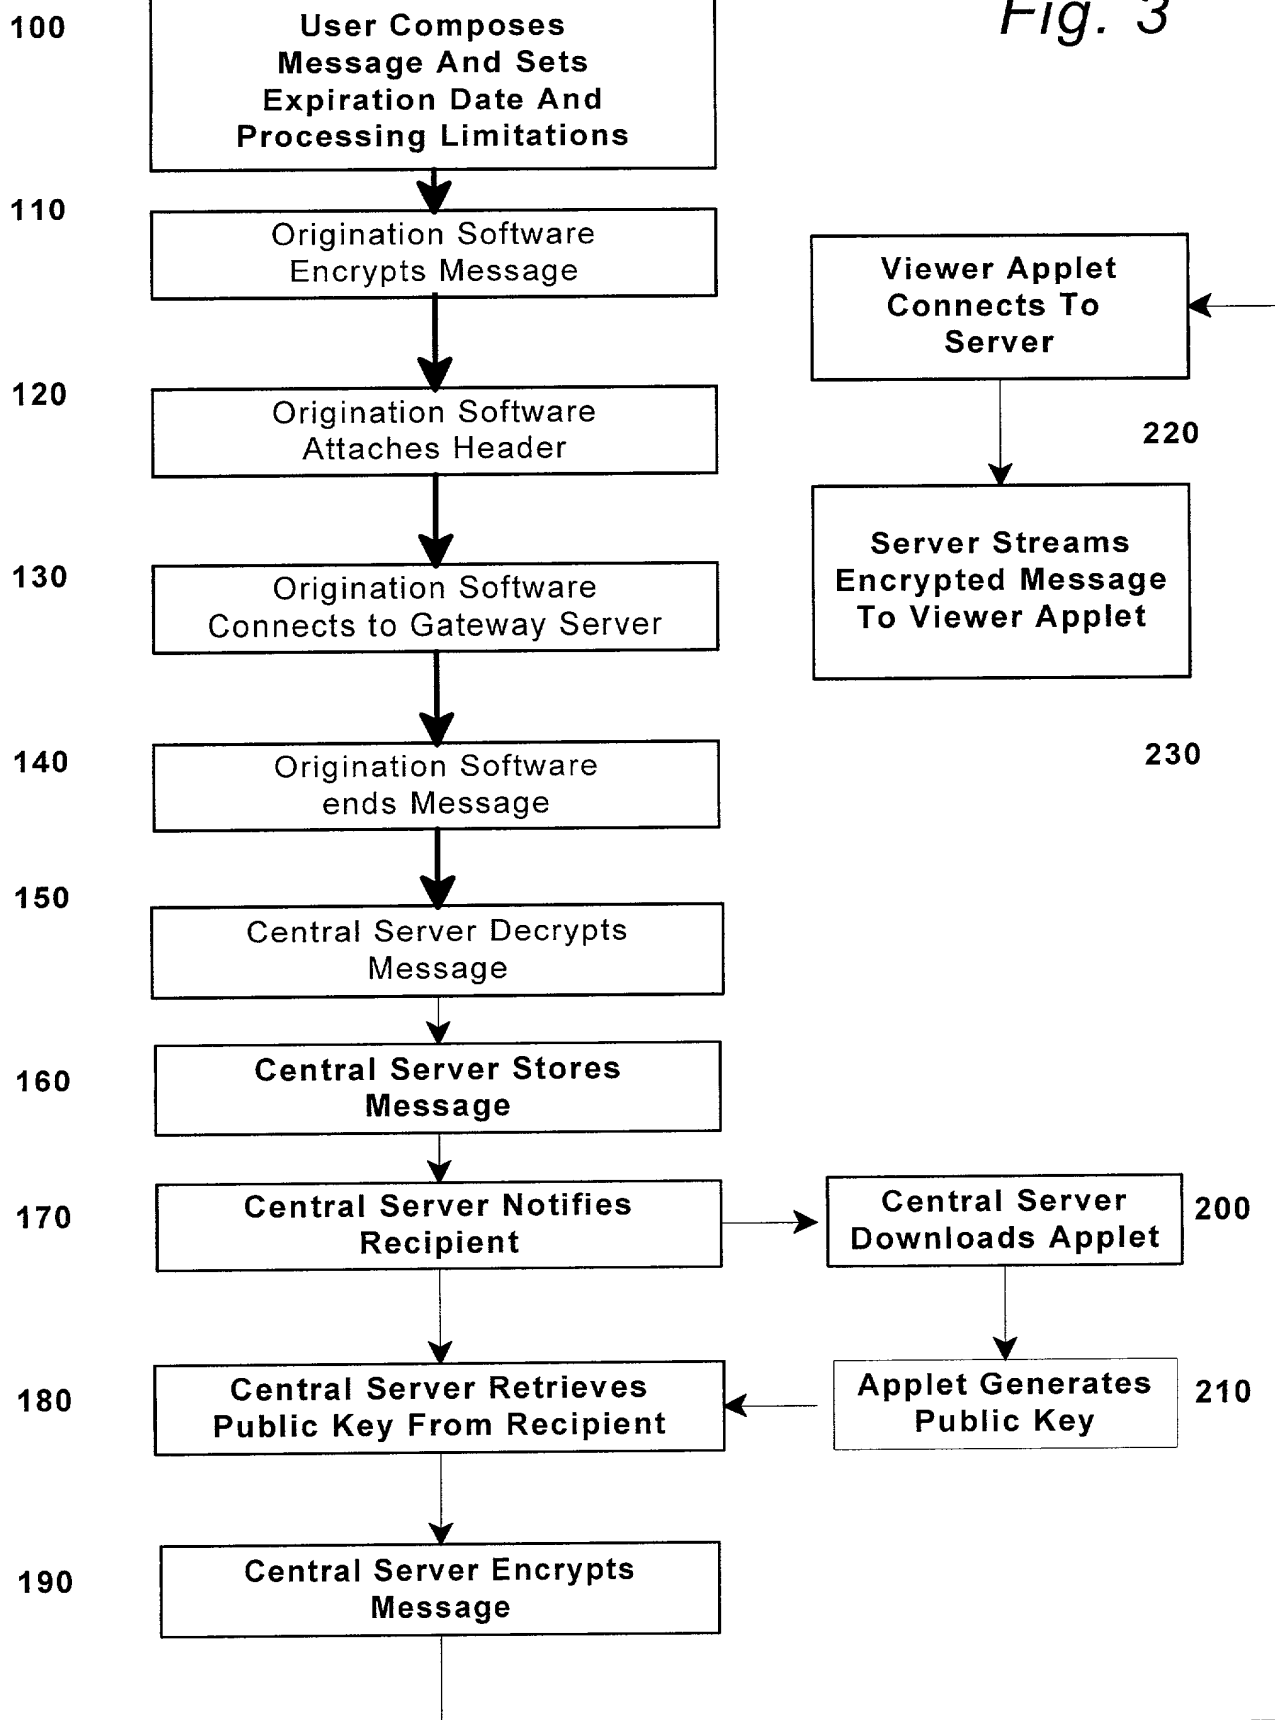 Fig. 3
100
User Composes
Message And Sets
Expiration Date And
Processing Limitations
110
Origination Software
Encrypts Message
120
Origination Software
Attaches Header
130
Origination Software
Connects to Gateway Server
140
Origination Software
ends Message
150
Central Server Decrypts
Message
160
Central Server Stores
Message
170
Central Server Notifies
Recipient
180
Central Server Retrieves
Public Key From Recipient
190
Central Server Encrypts
Message
200
Central Server
Downloads Applet
210
Applet Generates
Public Key
Viewer Applet
Connects To
Server
220
Server Streams
Encrypted Message
To Viewer Applet
230